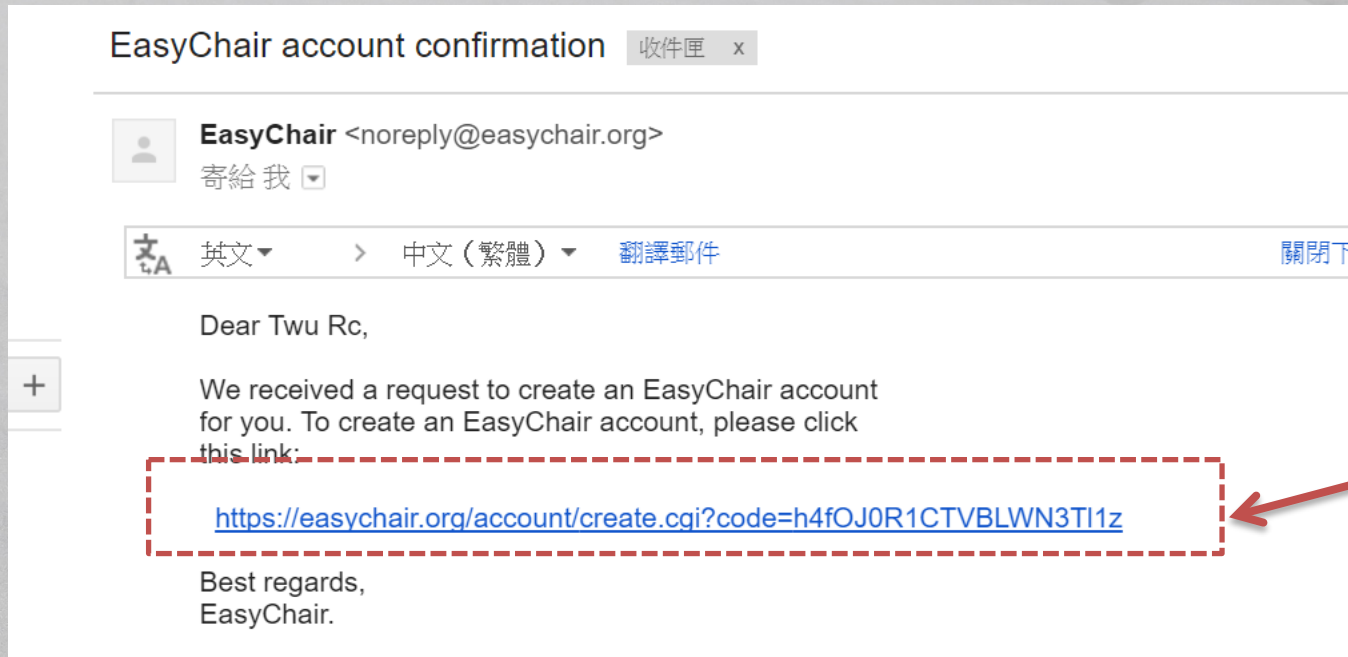 EasyChair account confirmation 收件匣 x
EasyChair <noreply@easychair.org>
寄給 我
英文 > 中文（繁體） 翻譯郵件 關閉下
Dear Twu Rc,
We received a request to create an EasyChair account
for you. To create an EasyChair account, please click
this link:
https://easychair.org/account/create.cgi?code=h4fOJ0R1CTVBLWN3Tl1z
Best regards,
EasyChair.